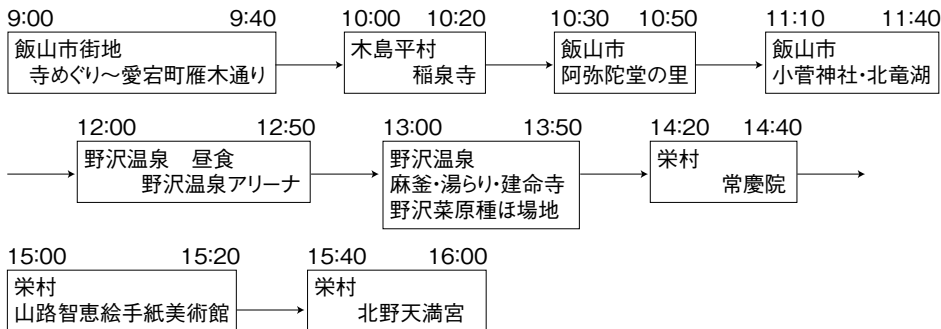 9:00 9:40 10:00 10:20 10:30 10:50 11:10 11:40
飯山市街地
寺めぐり～愛宕町雁木通り
木島平村
稲泉寺
飯山市
阿弥陀堂の里
飯山市
小菅神社・北竜湖
12:00 12:50 13:00 13:50 14:20 14:40
野沢温泉　昼食
野沢温泉アリーナ
野沢温泉
麻釜・湯らり・建命寺
野沢菜原種ほ場地
栄村
常慶院
15:00 15:20 15:40 16:00
栄村
山路智恵絵手紙美術館
栄村
北野天満宮